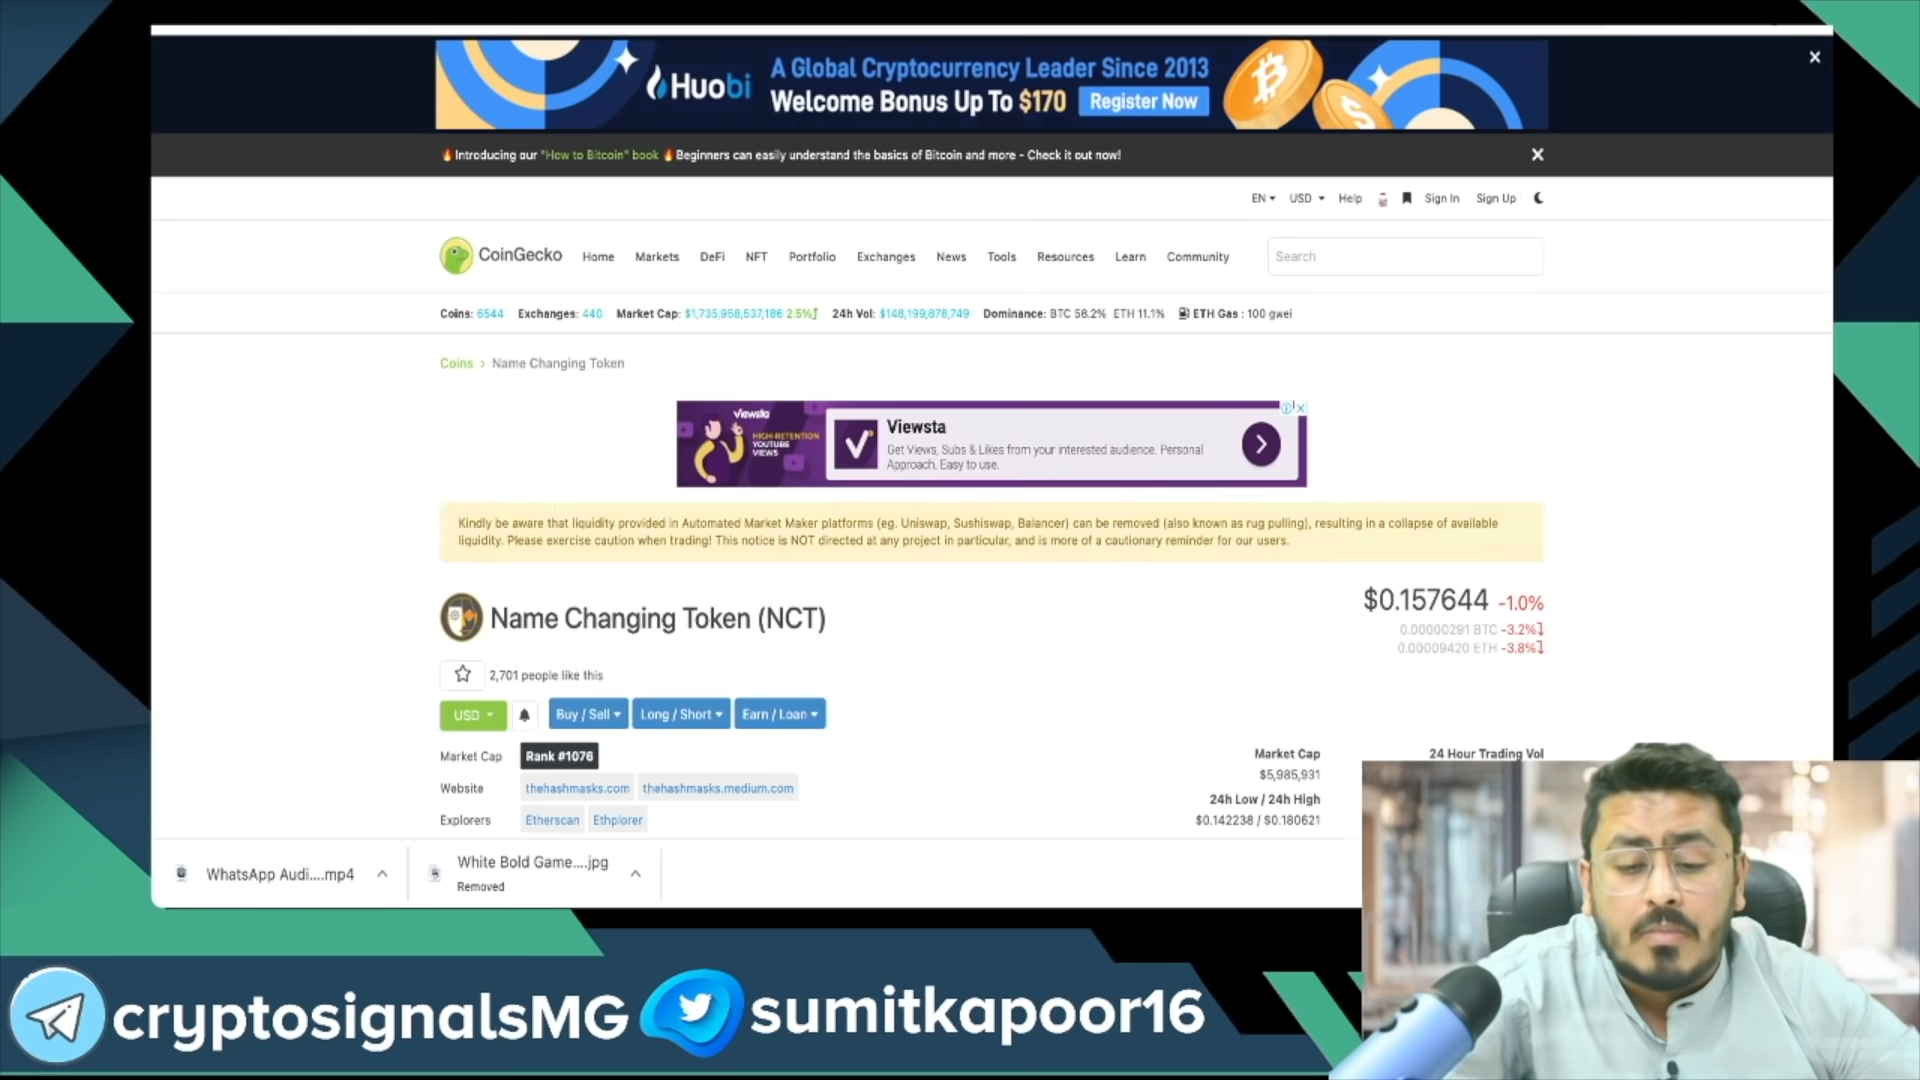 Huobi
A Global Cryptocurrency Leader Since 2013
Welcome Bonus Up To $170 Register Now
Introducing our "How to Bitcoin" book Beginners can easily understand the basics of Bitcoin and more - Check it out now!
EN USD Help Sign In Sign Up
CoinGecko Home Markets DeFi NFT Portfolio Exchanges News Tools Resources Learn Community Search
Coins: 6544 Exchanges: 440 Market Cap: $1,735,958,537,186 2.5% 24h Vol: $148,199,878,749 Dominance: BTC 58.2% ETH 11.1% ETH Gas : 100 gwei
Coins > Name Changing Token
Viewsta
HIGH-RETENTION
YOUTUBE
VIEWS
Viewsta
Get Views, Subs & Likes from your interested audience. Personal
Approach. Easy to use.
Kindly be aware that liquidity provided in Automated Market Maker platforms (eg. Uniswap, Sushiswap, Balancer) can be removed (also known as rug pulling), resulting in a collapse of available
liquidity. Please exercise caution when trading! This notice is NOT directed at any project in particular, and is more of a cautionary reminder for our users.
Name Changing Token (NCT)
$0.157644 -1.0%
0.00000291 BTC -3.2%
0.00009420 ETH -3.8%
2,701 people like this
USD Buy / Sell Long / Short Earn / Loan
Market Cap Rank #1076
Website thehashmasks.com thehashmasks.medium.com
Explorers Etherscan Ethplorer
Market Cap
$5,985,931
24h Low / 24h High
$0.142238 / $0.180621
24 Hour Trading Vol
WhatsApp Audi....mp4
White Bold Game....jpg
Removed
cryptosignalsMG sumitkapoor16